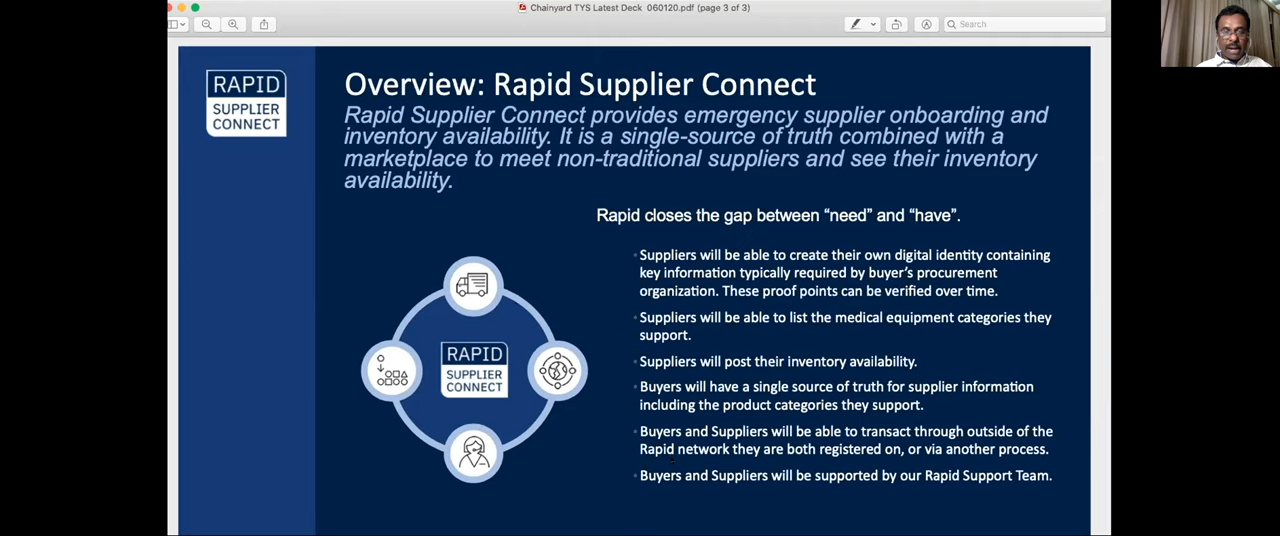 Chainyard TYS Latest Deck 060120.pdf (page 3 of 3)
Search
RAPID
SUPPLIER
CONNECT
Overview: Rapid Supplier Connect
Rapid Supplier Connect provides emergency supplier onboarding and
inventory availability. It is a single-source of truth combined with a
marketplace to meet non-traditional suppliers and see their inventory
availability.
Rapid closes the gap between “need” and “have”.
RAPID
SUPPLIER
CONNECT
Suppliers will be able to create their own digital identity containing
key information typically required by buyer’s procurement
organization. These proof points can be verified over time.
Suppliers will be able to list the medical equipment categories they
support.
Suppliers will post their inventory availability.
Buyers will have a single source of truth for supplier information
including the product categories they support.
Buyers and Suppliers will be able to transact through outside of the
Rapid network they are both registered on, or via another process.
Buyers and Suppliers will be supported by our Rapid Support Team.